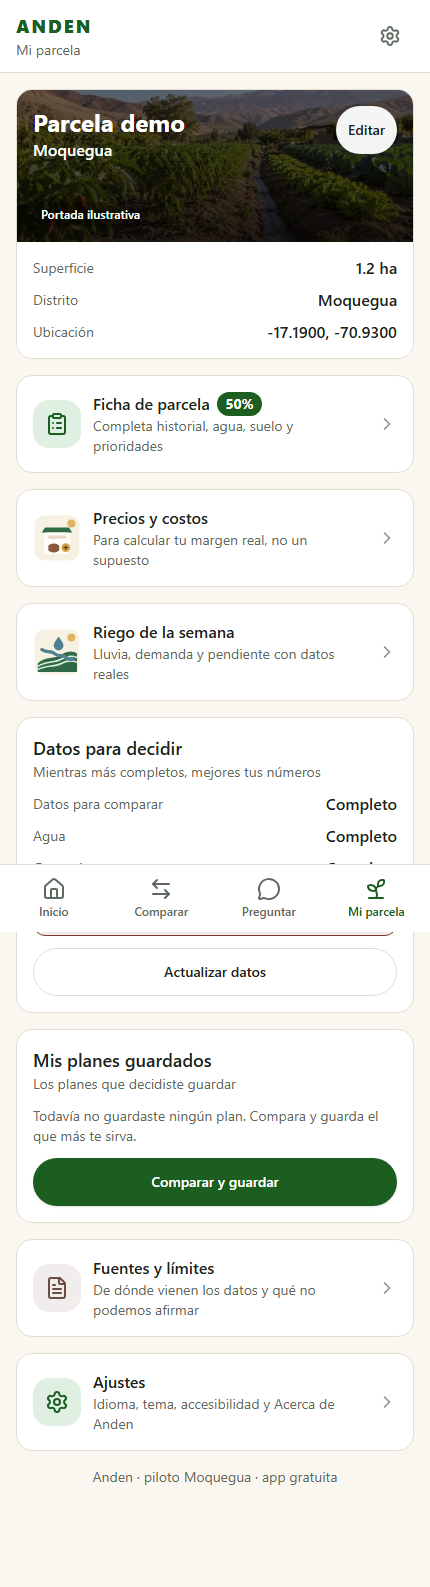 ANDEN
Mi parcela
Parcela demo
Editar
Moquegua
Portada ilustrativa
Superficie 1.2 ha
Distrito Moquegua
Ubicación -17.1900, -70.9300
Ficha de parcela 50%
Completa historial, agua, suelo y
prioridades
Precios y costos
Para calcular tu margen real, no un
supuesto
Riego de la semana
Lluvia, demanda y pendiente con datos
reales
Datos para decidir
Mientras más completos, mejores tus números
Datos para comparar Completo
Agua Completo
Inicio Comparar Preguntar Mi parcela
Actualizar datos
Mis planes guardados
Los planes que decidiste guardar
Todavía no guardaste ningún plan. Compara y guarda el
que más te sirva.
Comparar y guardar
Fuentes y límites
De dónde vienen los datos y qué no
podemos afirmar
Ajustes
Idioma, tema, accesibilidad y Acerca de
Anden
Anden · piloto Moquegua · app gratuita